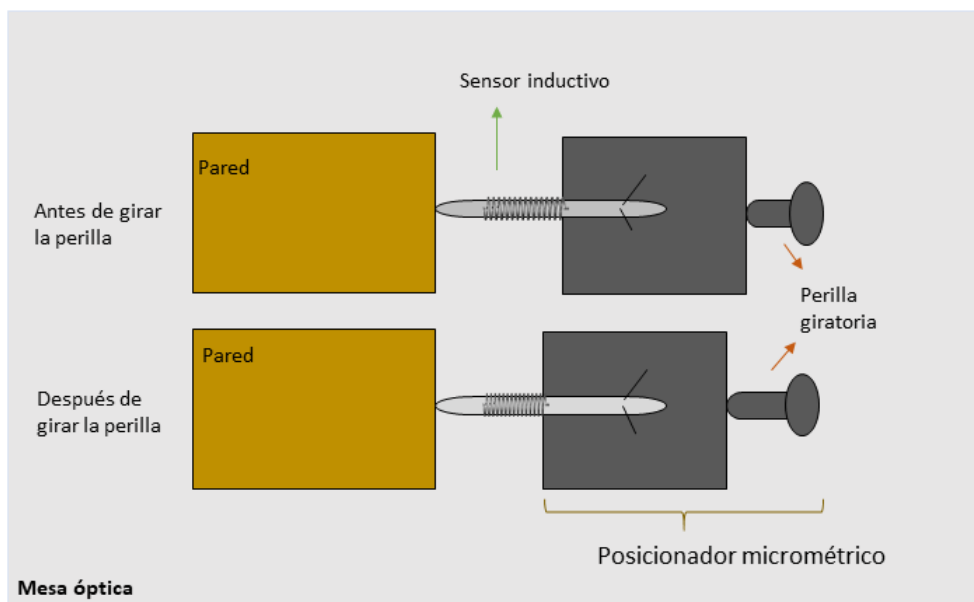 Sensor inductivo
Pared
Antes de girar
la perilla
Perilla
giratoria
Pared
Después de
girar la perilla
Posicionador micrométrico
Mesa óptica